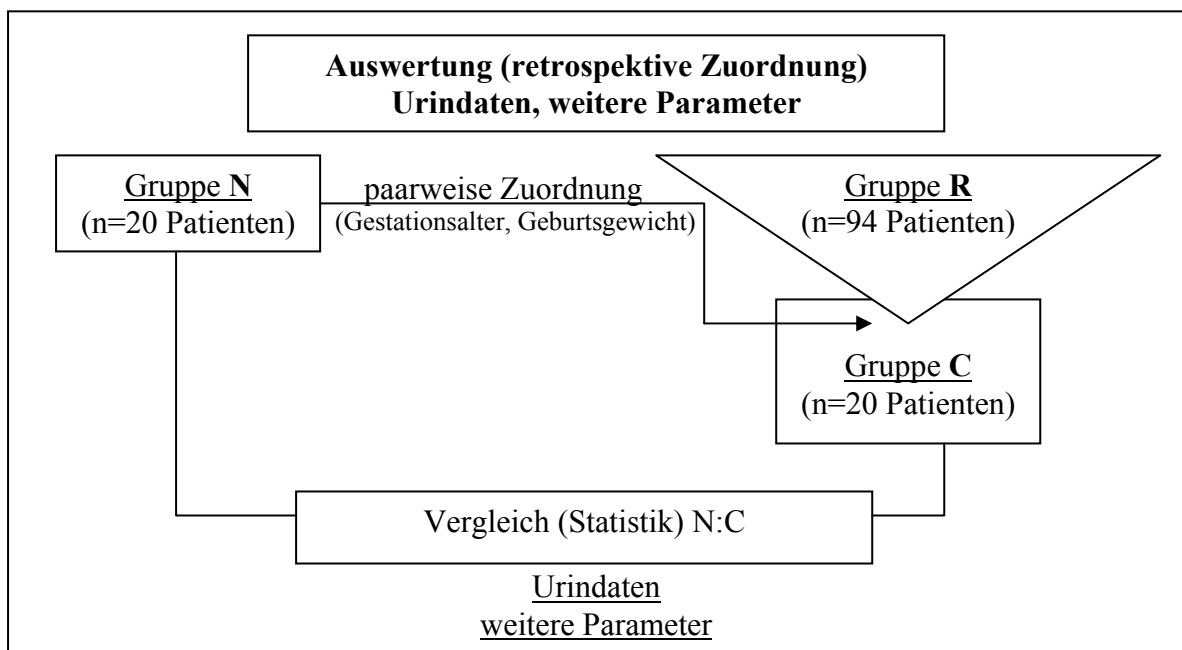 Auswertung (retrospektive Zuordnung)
Urindaten, weitere Parameter
Gruppe N
(n=20 Patienten)
paarweise Zuordnung
(Gestationsalter, Geburtsgewicht)
Gruppe R
(n=94 Patienten)
Gruppe C
(n=20 Patienten)
Vergleich (Statistik) N:C
Urindaten
weitere Parameter